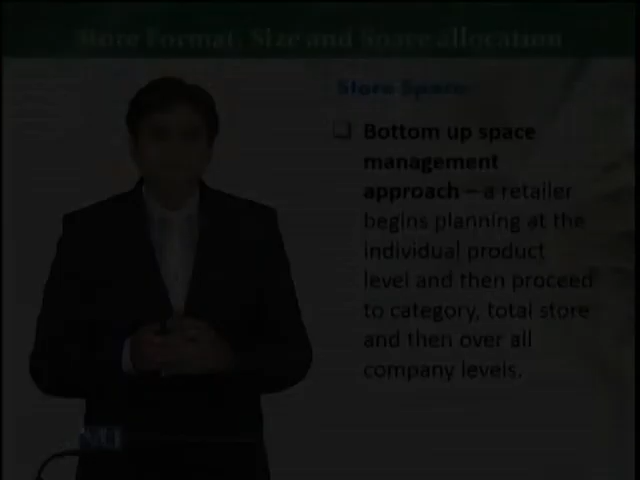 Store Format, Size and Space allocation
Store Space
❑ Bottom up space
management
approach – a retailer
begins planning at the
individual product
level and then proceed
to category, total store
and then over all
company levels.